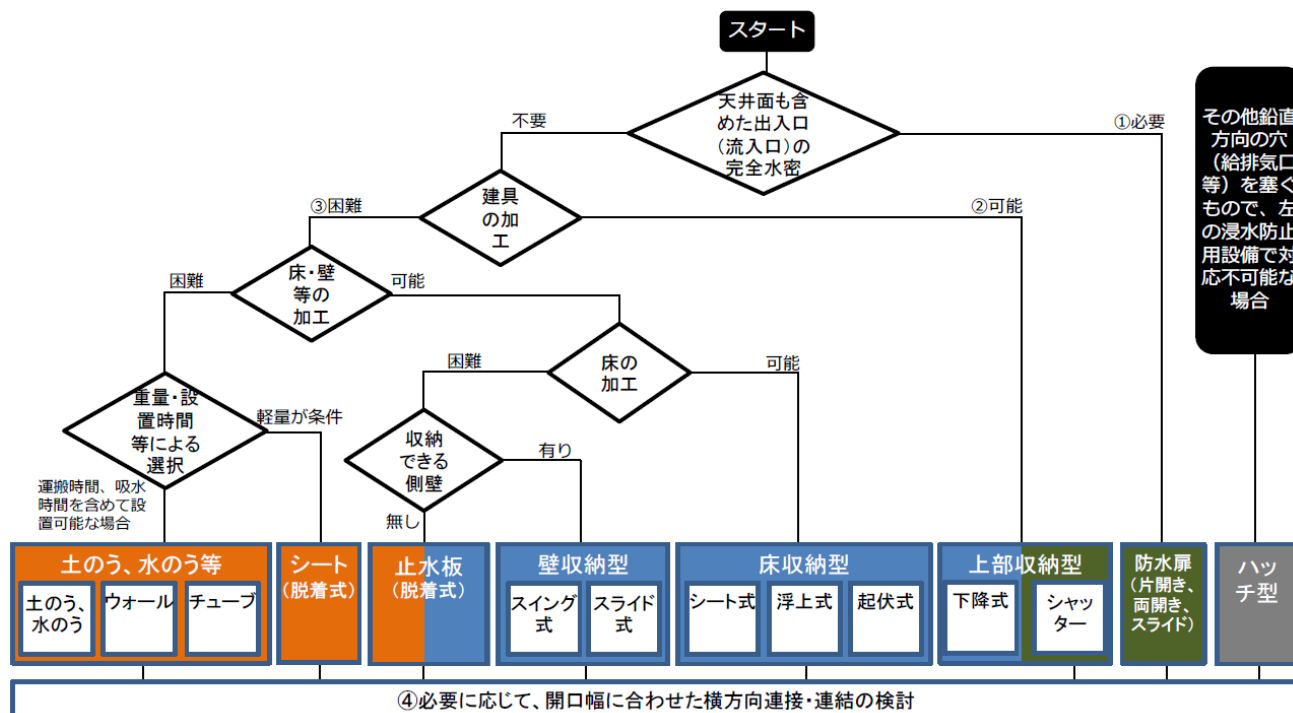 スタート
天井面も含
めた出入口
(流入口)の
完全水密
不要
①必要
その他鉛直
方向の穴
（給排気口
等）を塞ぐ
もので、左
の浸水防止
用設備で対
応不可能な
場合
建具
の加
工
③困難
②可能
床・壁
等の
加工
困難
可能
床の
加工
困難
可能
重量・設
置時間
等による
選択
軽量が条件
収納
できる
側壁
有り
無し
運搬時間、吸水
時間を含めて設
置可能な場合
土のう、水のう等
土のう、
水のう
ウォール
チューブ
シート
(脱着式)
止水板
(脱着式)
壁収納型
スイング
式
スライド
式
床収納型
シート式
浮上式
起伏式
上部収納型
下降式
シャッ
ター
防水扉
(片開き、
両開き、
スライド)
ハッ
チ型
④必要に応じて、開口幅に合わせた横方向連接・連結の検討